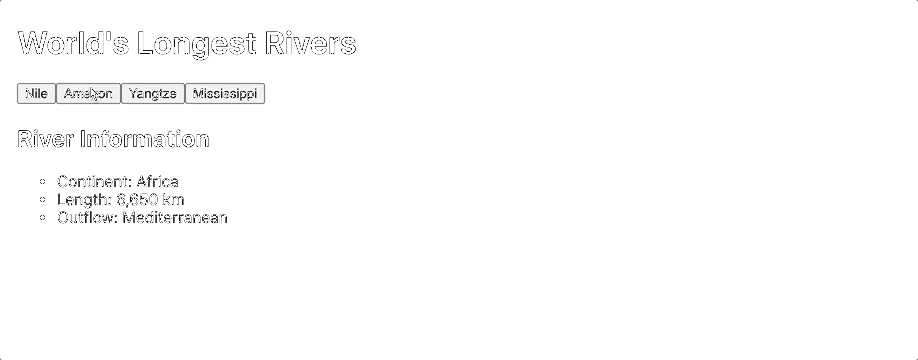 World's Longest Rivers
Nile Amazon Yangtze Mississippi
River Information
Continent: Africa
Length: 6,650 km
Outflow: Mediterranean